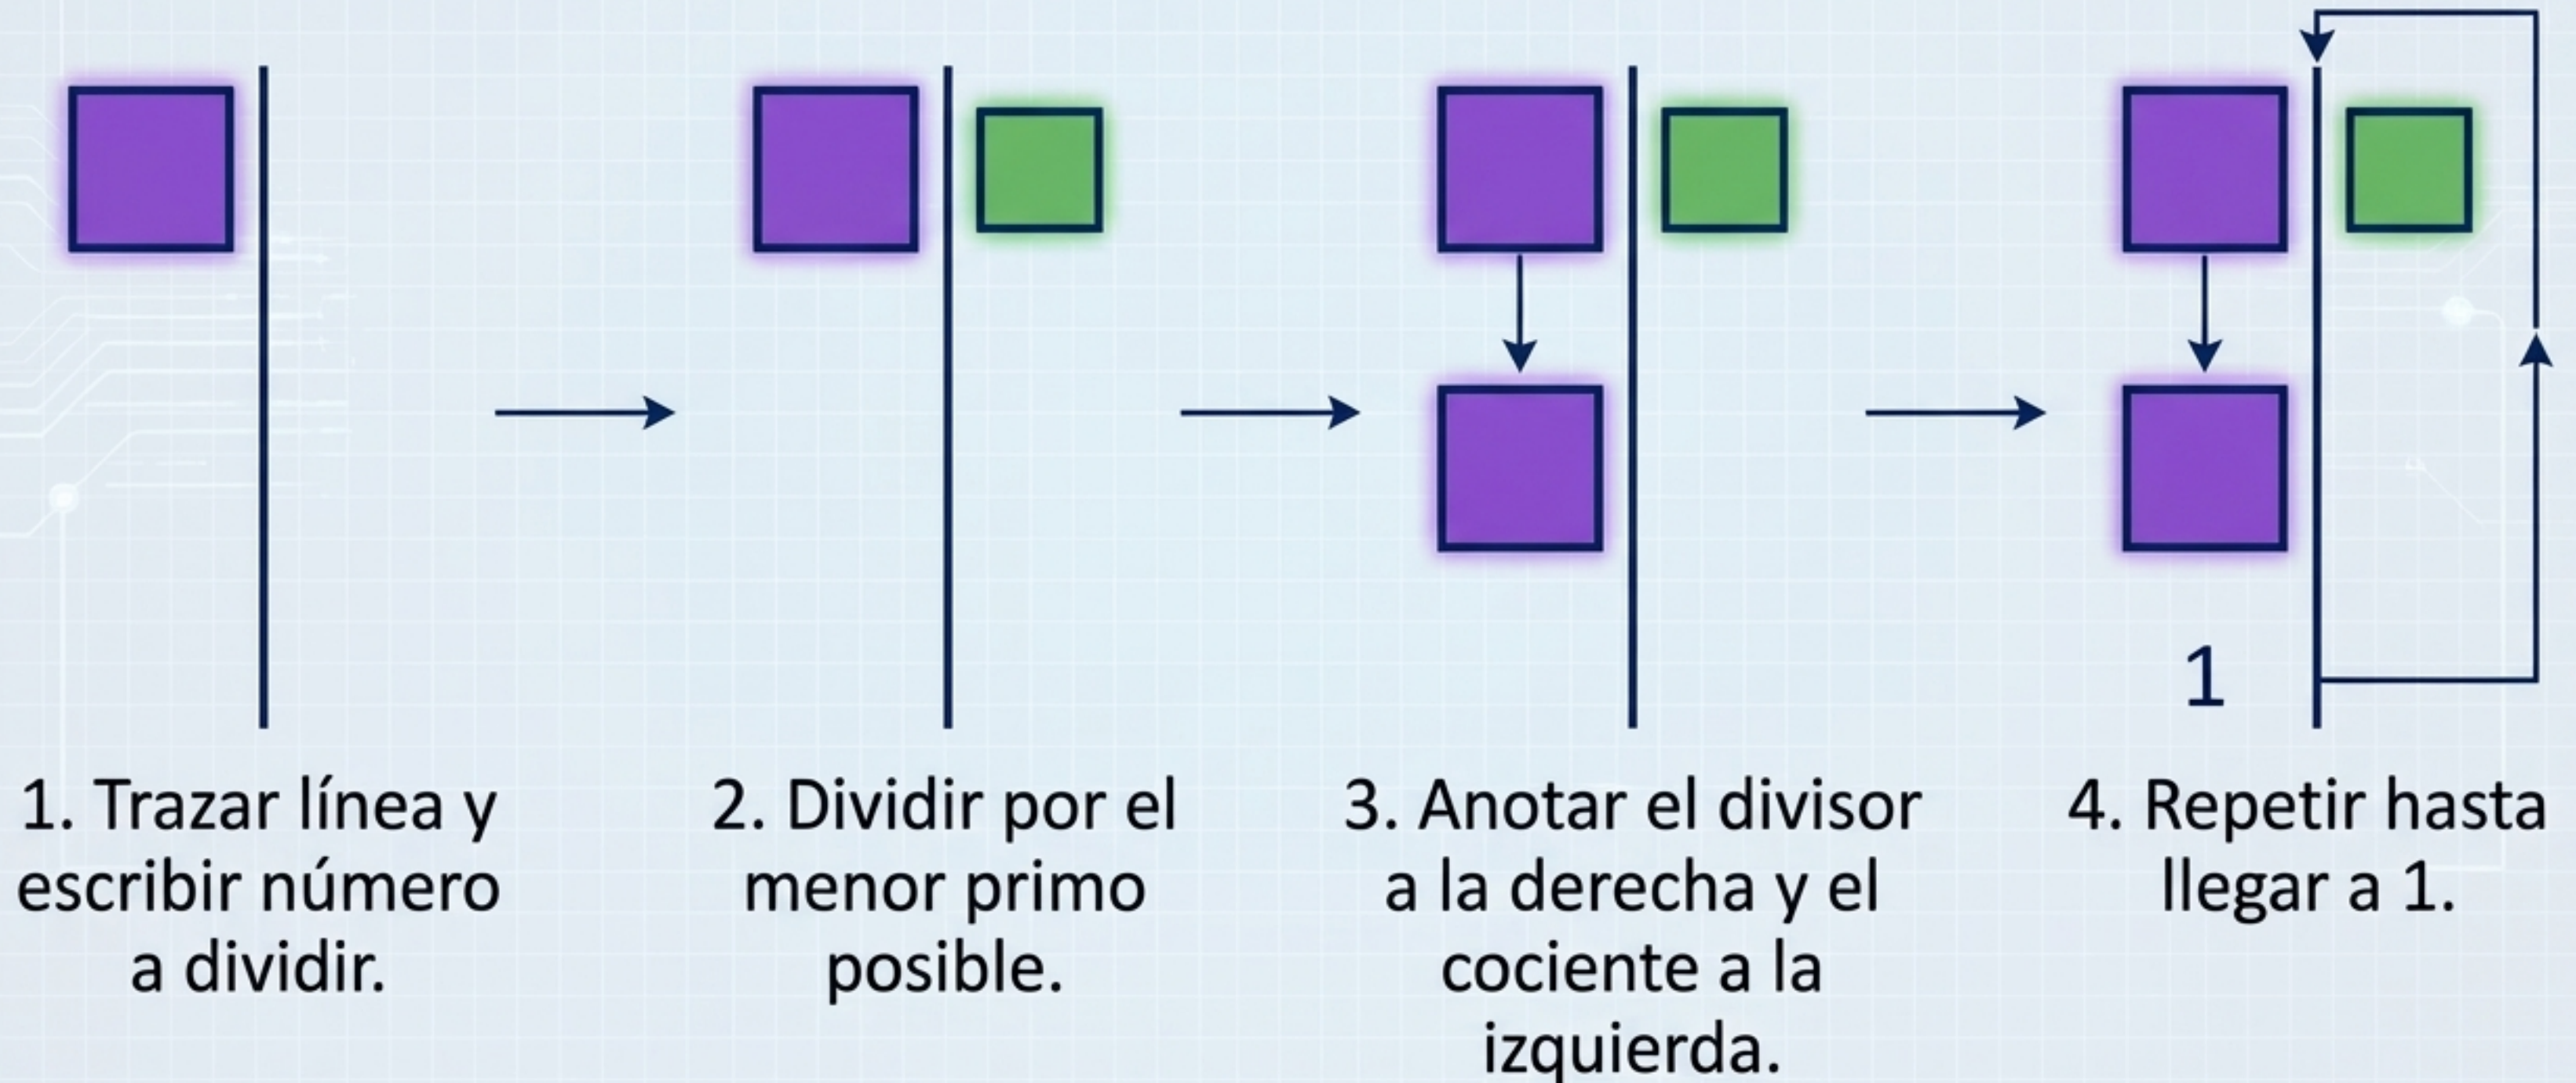 1
1. Trazar línea y
escribir número
a dividir.
2. Dividir por el
menor primo
posible.
3. Anotar el divisor
a la derecha y el
cociente a la
izquierda.
4. Repetir hasta
llegar a 1.